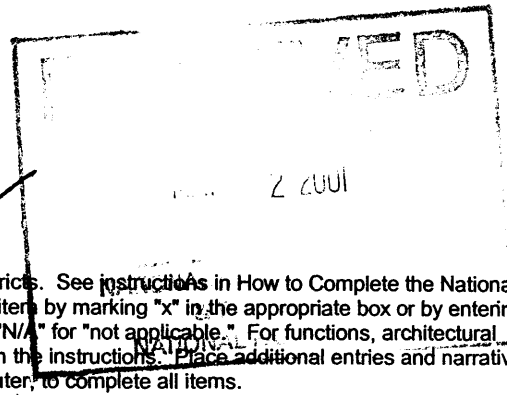 2 2001
ricts. See instructions in How to Complete the Nationa
item by marking "x" in the appropriate box or by enterin
"N/A" for "not applicable." For functions, architectural
n the instructions. Place additional entries and narrativ
NATIONAL
uter, to complete all items.